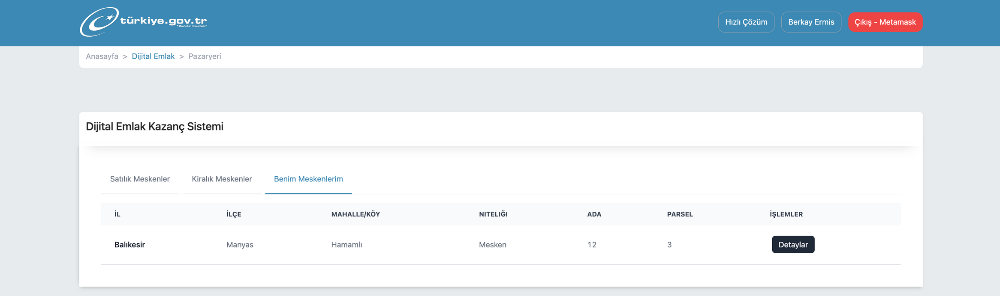 türkiye.gov.tr
"Devletin Kısayolu"
Hızlı Çözüm
Berkay Ermis
Çıkış - Metamask
Anasayfa > Dijital Emlak > Pazaryeri
Dijital Emlak Kazanç Sistemi
Satılık Meskenler Kiralık Meskenler Benim Meskenlerim
İL İLÇE MAHALLE/KÖY NITELIĞI ADA PARSEL İŞLEMLER
Balıkesir Manyas Hamamlı Mesken 12 3 Detaylar